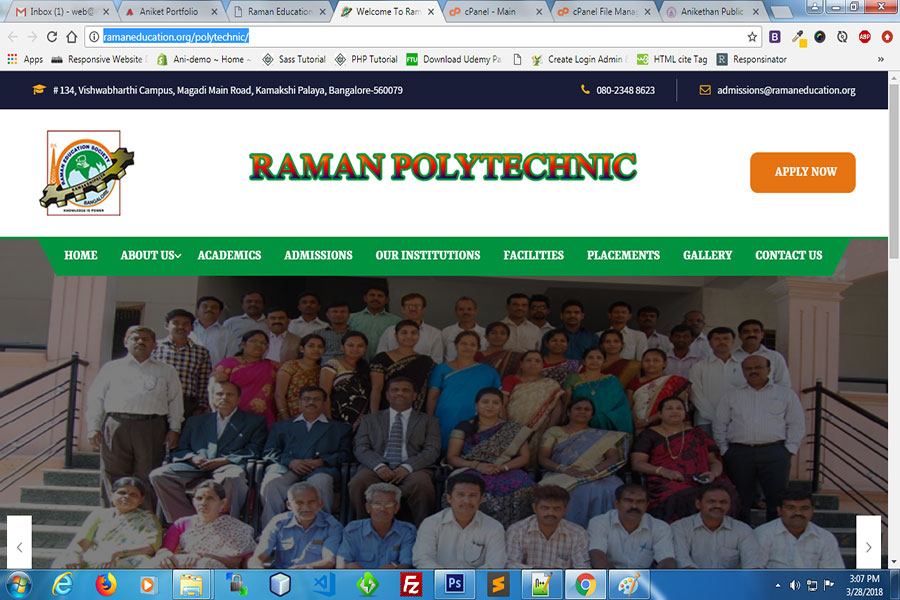 Inbox (1) - web@
Aniket Portfolio
Raman Education
Welcome To Ram
cPanel - Main
cPanel File Mana
Anikethan Public
ramaneducation.org/polytechnic/
Apps
Responsive Website
Ani-demo ~ Home ~
Sass Tutorial
PHP Tutorial
FTU
Download Udemy Pa
Create Login Admin
HTML cite Tag
R
Responsinator
# 134, Vishwabharthi Campus, Magadi Main Road, Kamakshi Palaya, Bangalore-560079
080-2348 8623
admissions@ramaneducation.org
RAMAN EDUCATION SOCIETY
BANGALORE
KNOWLEDGE IS POWER
RAMAN POLYTECHNIC
APPLY NOW
HOME
ABOUT US
ACADEMICS
ADMISSIONS
OUR INSTITUTIONS
FACILITIES
PLACEMENTS
GALLERY
CONTACT US
Fz
Ps
S
3:07 PM
3/28/2018